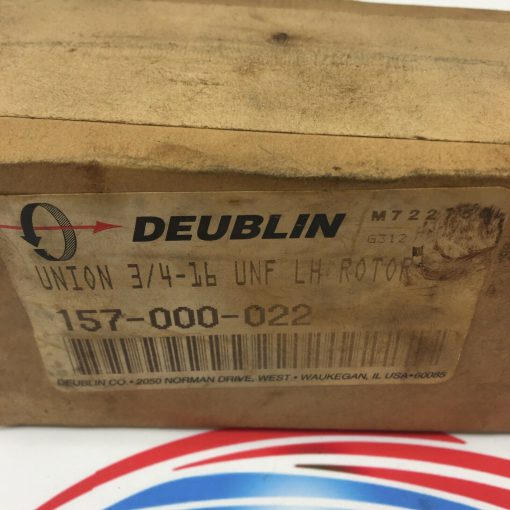 DEUBLIN
G312
UNION 3/4-16 UNF LH ROTOR
157-000-022
DEUBLIN CO. • 2050 NORMAN DRIVE, WEST • WAUKEGAN, IL USA • 60085